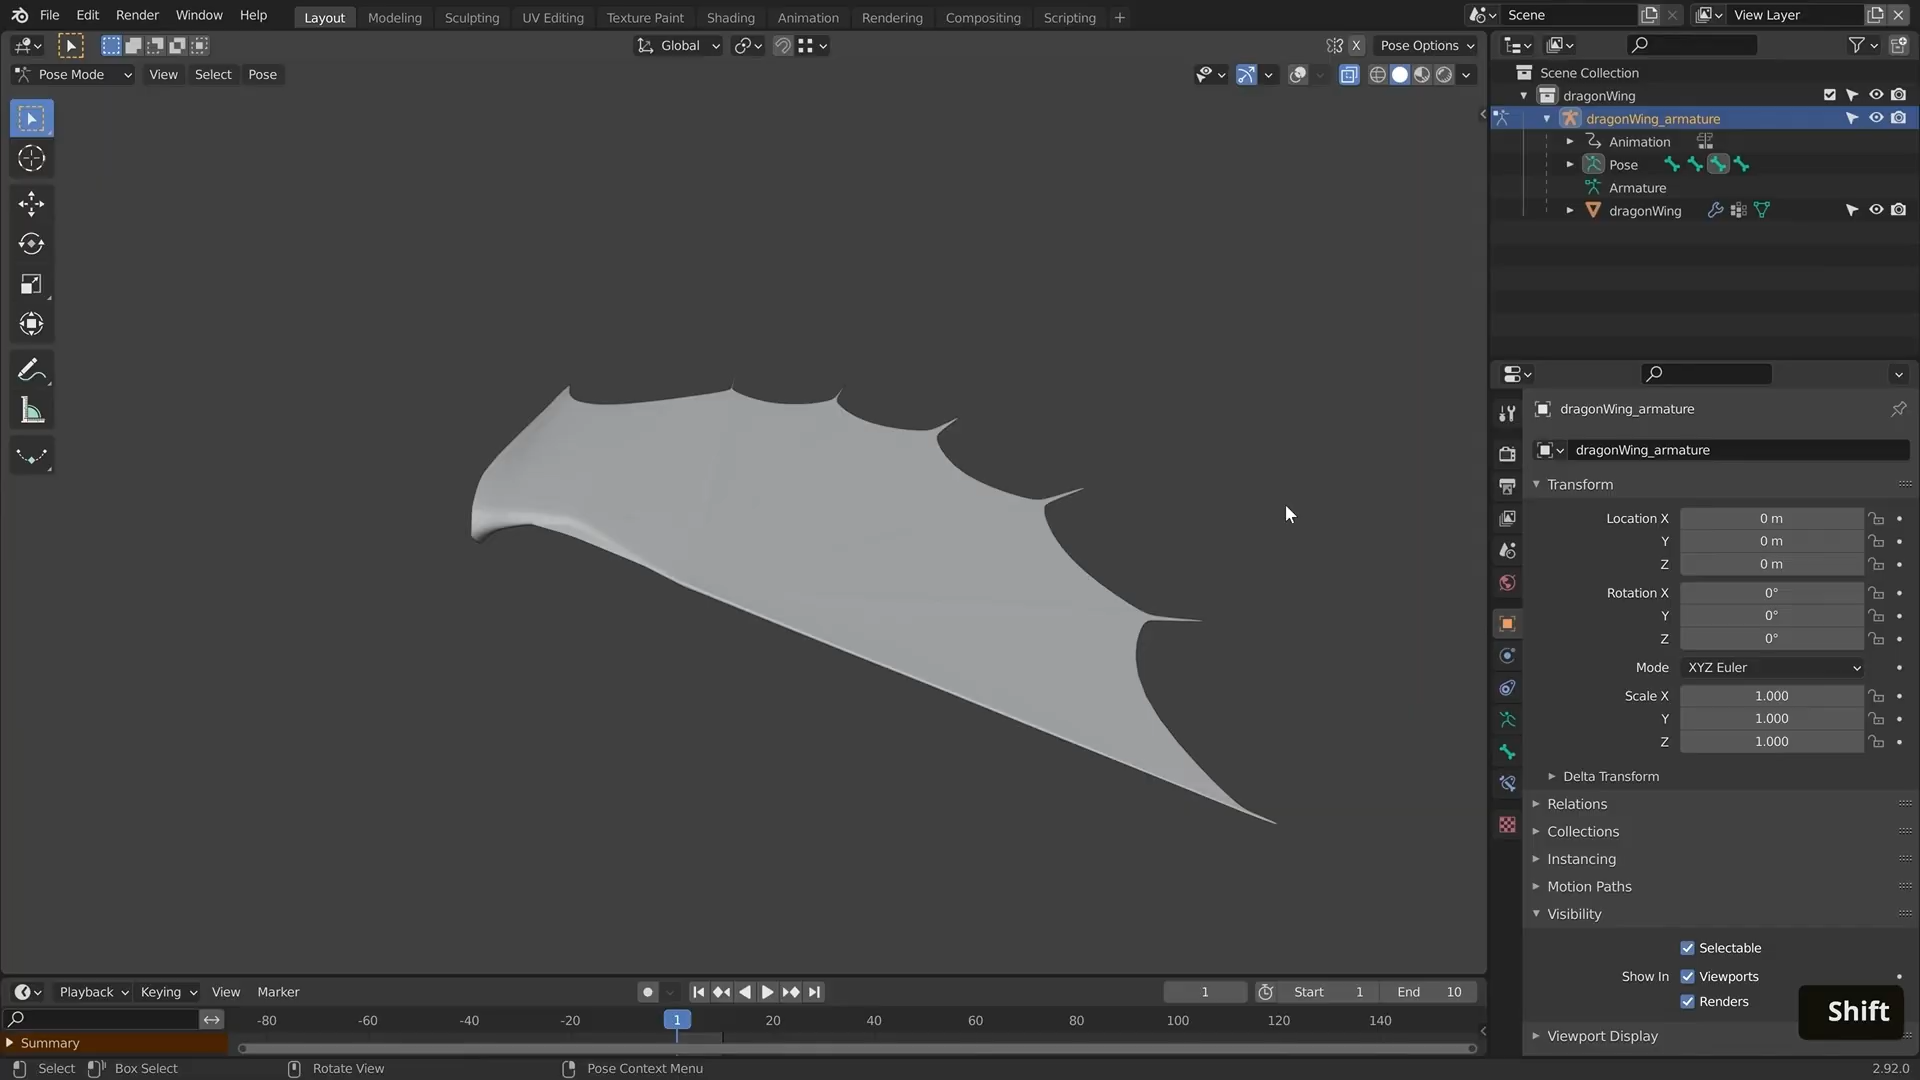 File Edit Render Window Help Layout Modeling Sculpting UV Editing Texture Paint Shading Animation Rendering Compositing Scripting + Scene View Layer
Global X Pose Options
Pose Mode View Select Pose
Scene Collection
dragonWing
dragonWing_armature
Animation
Pose
Armature
dragonWing
dragonWing_armature
dragonWing_armature
Transform
Location X 0 m
Y 0 m
Z 0 m
Rotation X 0°
Y 0°
Z 0°
Mode XYZ Euler
Scale X 1.000
Y 1.000
Z 1.000
Delta Transform
Relations
Collections
Instancing
Motion Paths
Visibility
Selectable
Show In Viewports
Renders
Viewport Display
Shift
Playback Keying View Marker 1 Start 1 End 10
-80 -60 -40 -20 1 20 40 60 80 100 120 140
Summary
Select Box Select Rotate View Pose Context Menu 2.92.0